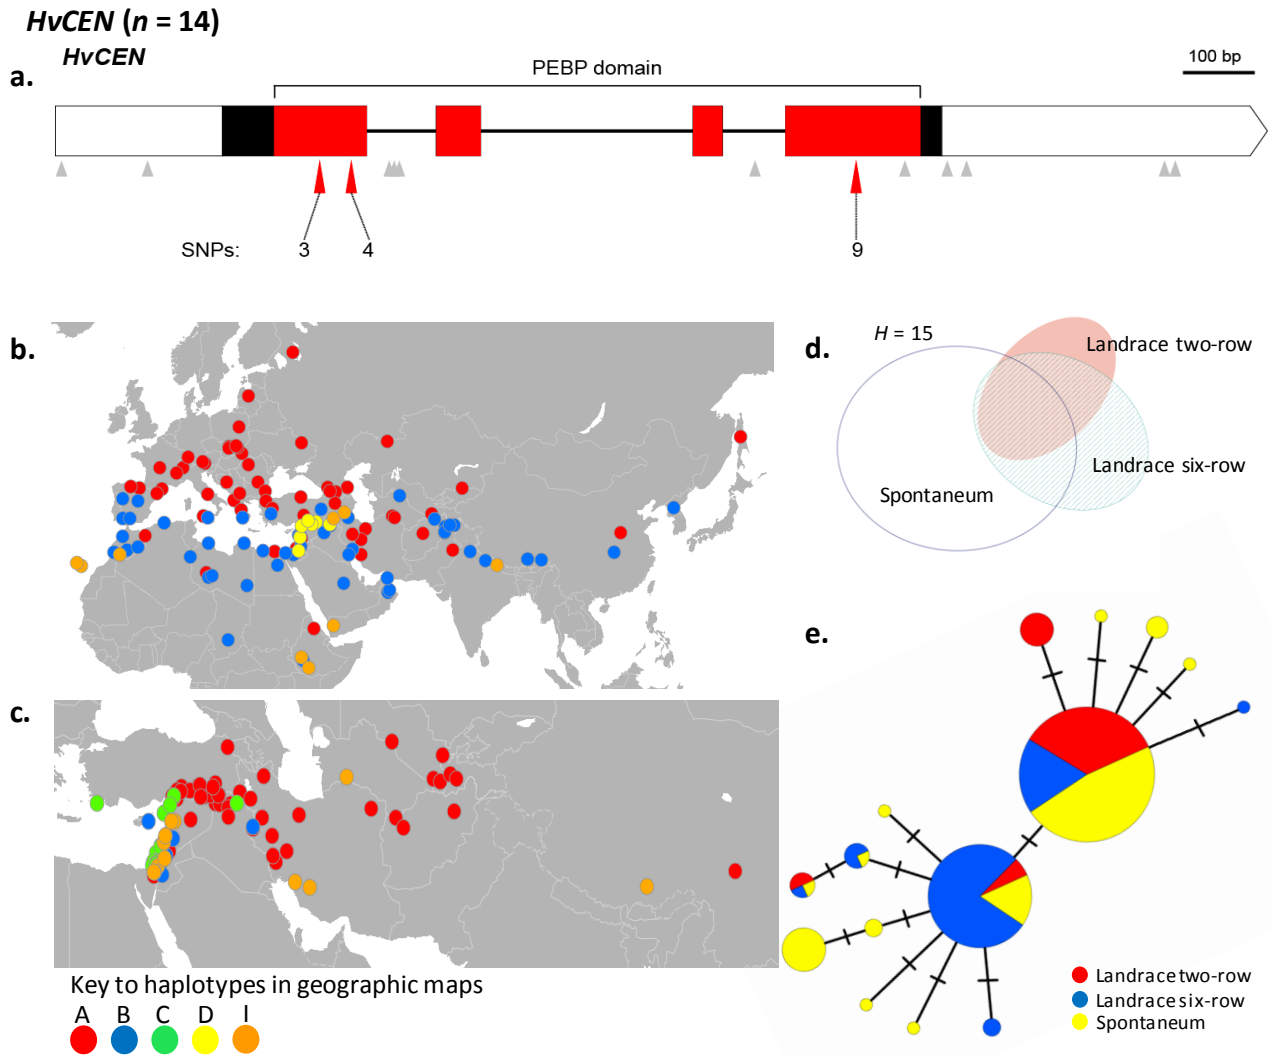 HvCEN (n = 14)
HvCEN
a.
PEBP domain
100 bp
SNPs:
3
4
9
b.
d.
H = 15
Landrace two-row
Landrace six-row
Spontaneum
c.
e.
Key to haplotypes in geographic maps
A B C D I
Landrace two-row
Landrace six-row
Spontaneum